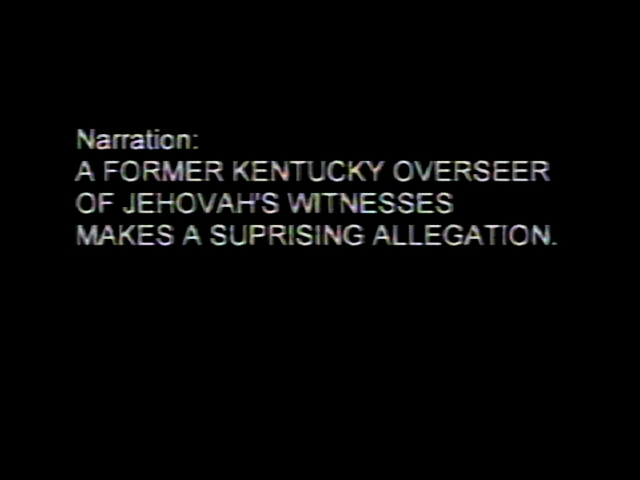 Narration:
A FORMER KENTUCKY OVERSEER
OF JEHOVAH'S WITNESSES
MAKES A SUPRISING ALLEGATION.